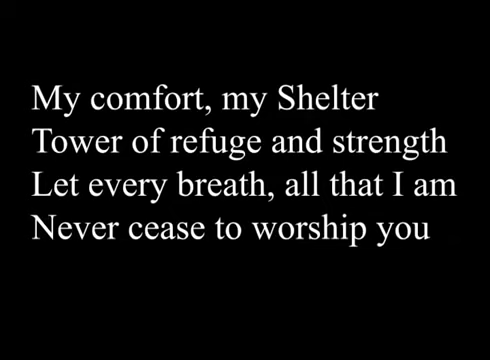 My comfort, my Shelter
Tower of refuge and strength
Let every breath, all that I am
Never cease to worship you